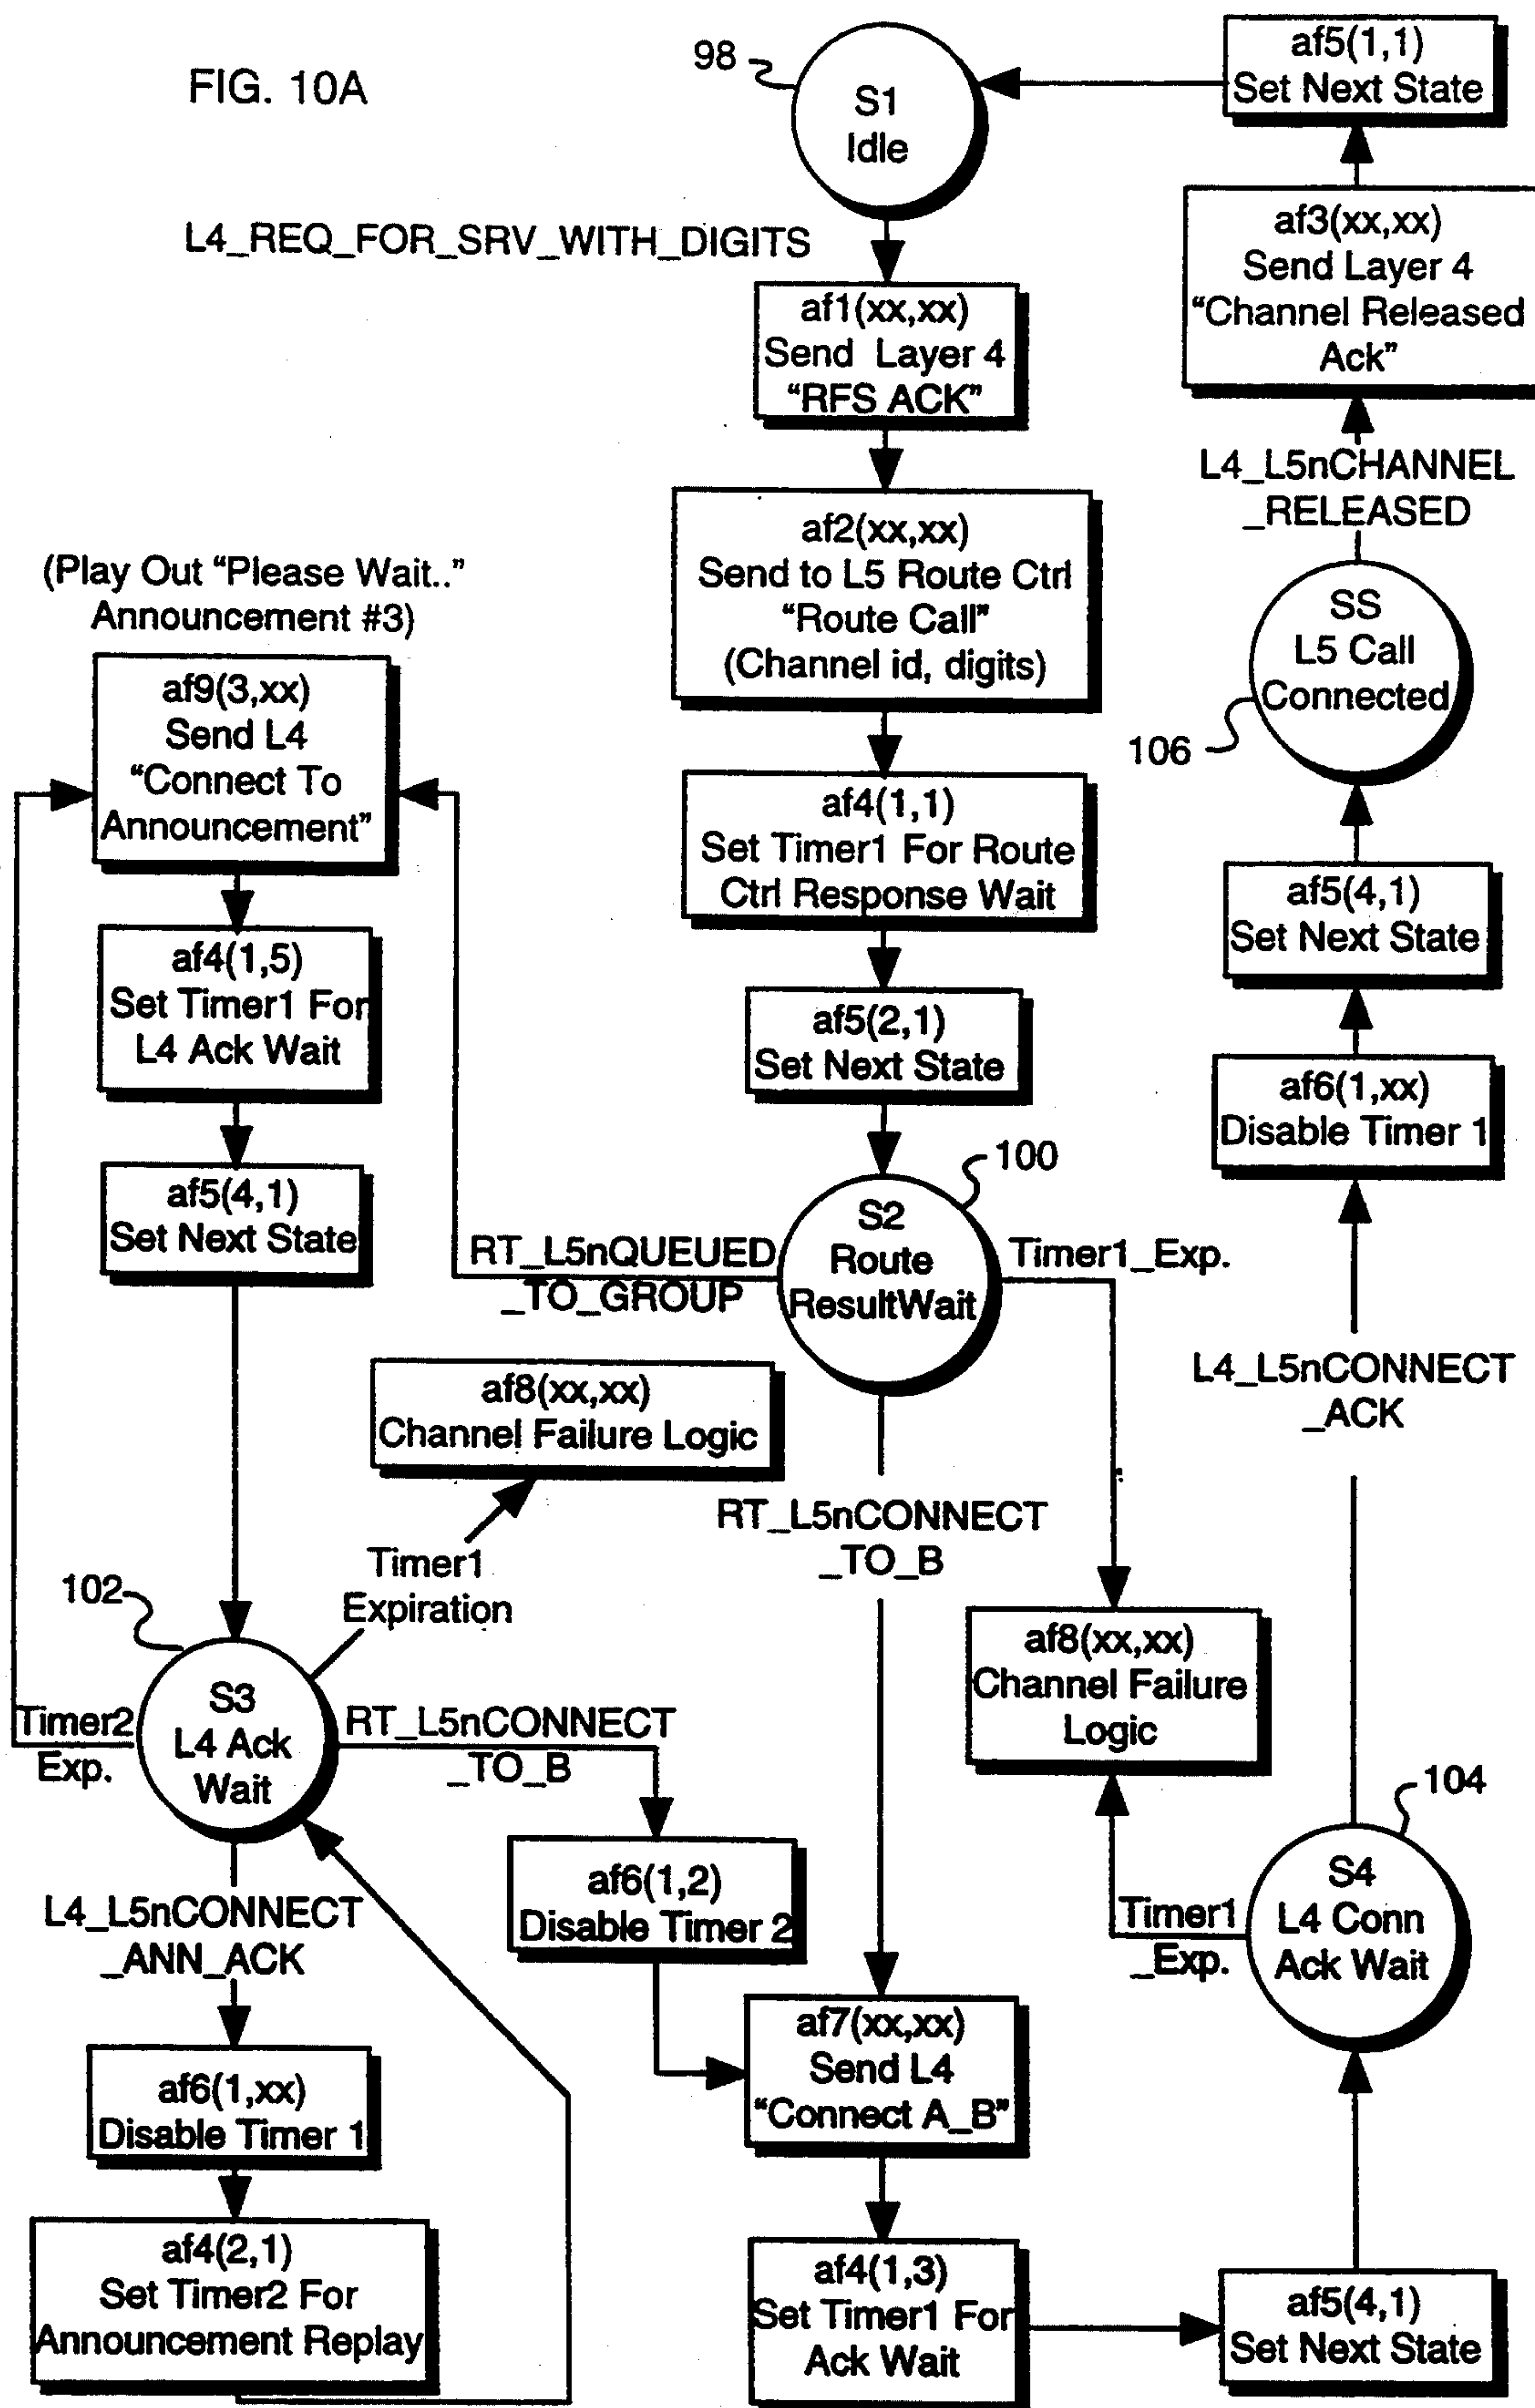 FIG. 10A
98
S1
Idle
af5(1,1)
Set Next State
L4_REQ_FOR_SRV_WITH_DIGITS
af3(xx,xx)
Send Layer 4
“Channel Released
Ack”
af1(xx,xx)
Send Layer 4
“RFS ACK”
L4_L5nCHANNEL
_RELEASED
af2(xx,xx)
Send to L5 Route Ctrl
“Route Call”
(Channel id, digits)
(Play Out “Please Wait..”
Announcement #3)
SS
L5 Call
Connected
106
af9(3,xx)
Send L4
“Connect To
Announcement”
af4(1,1)
Set Timer1 For Route
Ctrl Response Wait
af5(4,1)
Set Next State
af4(1,5)
Set Timer1 For
L4 Ack Wait
af5(2,1)
Set Next State
af6(1,xx)
Disable Timer 1
af5(4,1)
Set Next State
100
S2
Route
ResultWait
RT_L5nQUEUED
_TO_GROUP
Timer1_Exp.
L4_L5nCONNECT
_ACK
af8(xx,xx)
Channel Failure Logic
RT_L5nCONNECT
_TO_B
Timer1
Expiration
102
S3
L4 Ack
Wait
Timer2
Exp.
RT_L5nCONNECT
_TO_B
af8(xx,xx)
Channel Failure
Logic
104
S4
L4 Conn
Ack Wait
Timer1
_Exp.
L4_L5nCONNECT
_ANN_ACK
af6(1,2)
Disable Timer 2
af7(xx,xx)
Send L4
“Connect A_B”
af6(1,xx)
Disable Timer 1
af4(2,1)
Set Timer2 For
Announcement Replay
af4(1,3)
Set Timer1 For
Ack Wait
af5(4,1)
Set Next State